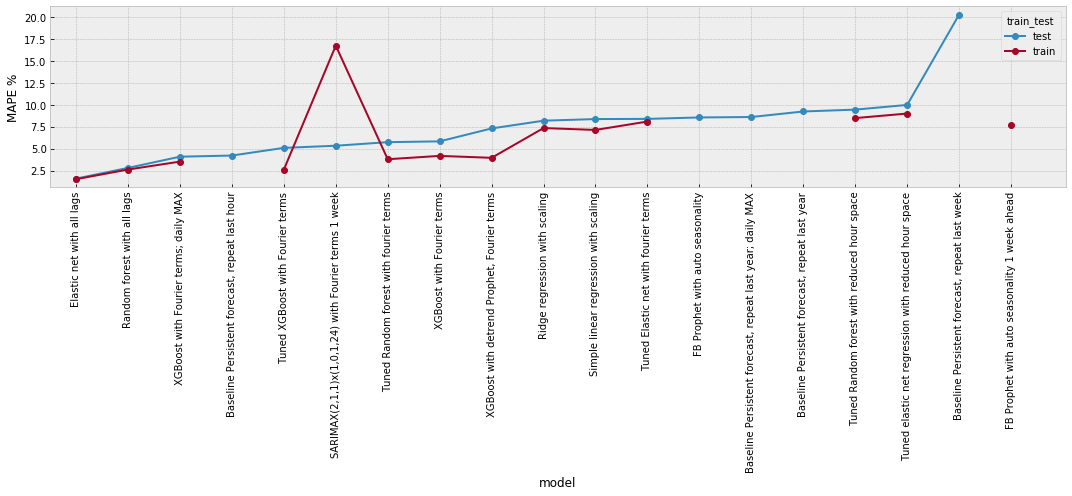 20.0
17.5
15.0
12.5
10.0
7.5
5.0
2.5
MAPE %
train_test
test
train
Elastic net with all lags
Random forest with all lags
XGBoost with Fourier terms; daily MAX
Baseline Persistent forecast, repeat last hour
Tuned XGBoost with Fourier terms
SARIMAX(2,1,1)x(1,0,1,24) with Fourier terms 1 week
Tuned Random forest with fourier terms
XGBoost with Fourier terms
XGBoost with detrend Prophet, Fourier terms
Ridge regression with scaling
Simple linear regression with scaling
Tuned Elastic net with fourier terms
FB Prophet with auto seasonality
Baseline Persistent forecast, repeat last year; daily MAX
Baseline Persistent forecast, repeat last year
Tuned Random forest with reduced hour space
Tuned elastic net regression with reduced hour space
Baseline Persistent forecast, repeat last week
FB Prophet with auto seasonality 1 week ahead
model